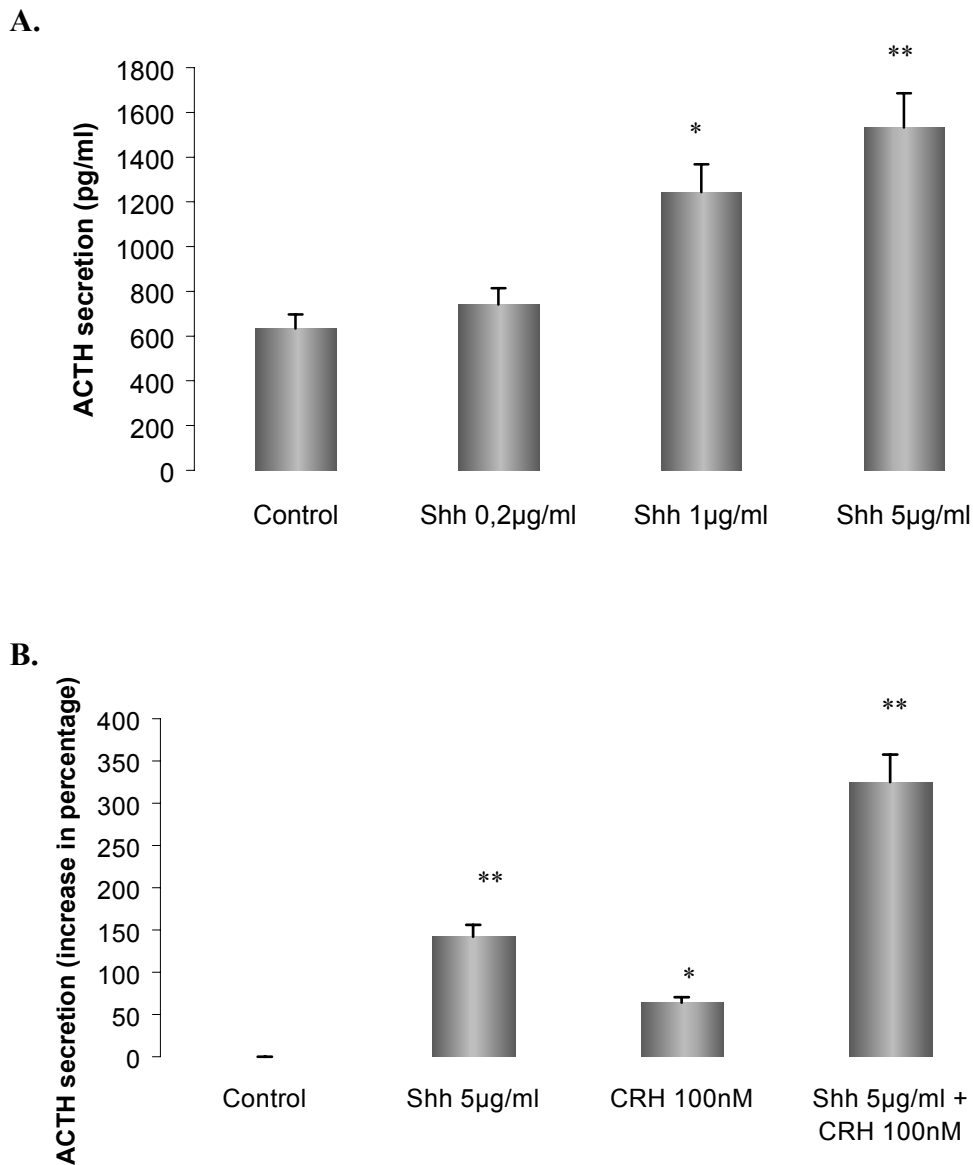 A.
ACTH secretion (pg/ml)
1800
1600
1400
1200
1000
800
600
400
200
0
*
**
Control
Shh 0,2µg/ml
Shh 1µg/ml
Shh 5µg/ml
B.
ACTH secretion (increase in percentage)
400
350
300
250
200
150
100
50
0
**
*
**
Control
Shh 5µg/ml
CRH 100nM
Shh 5µg/ml +
CRH 100nM